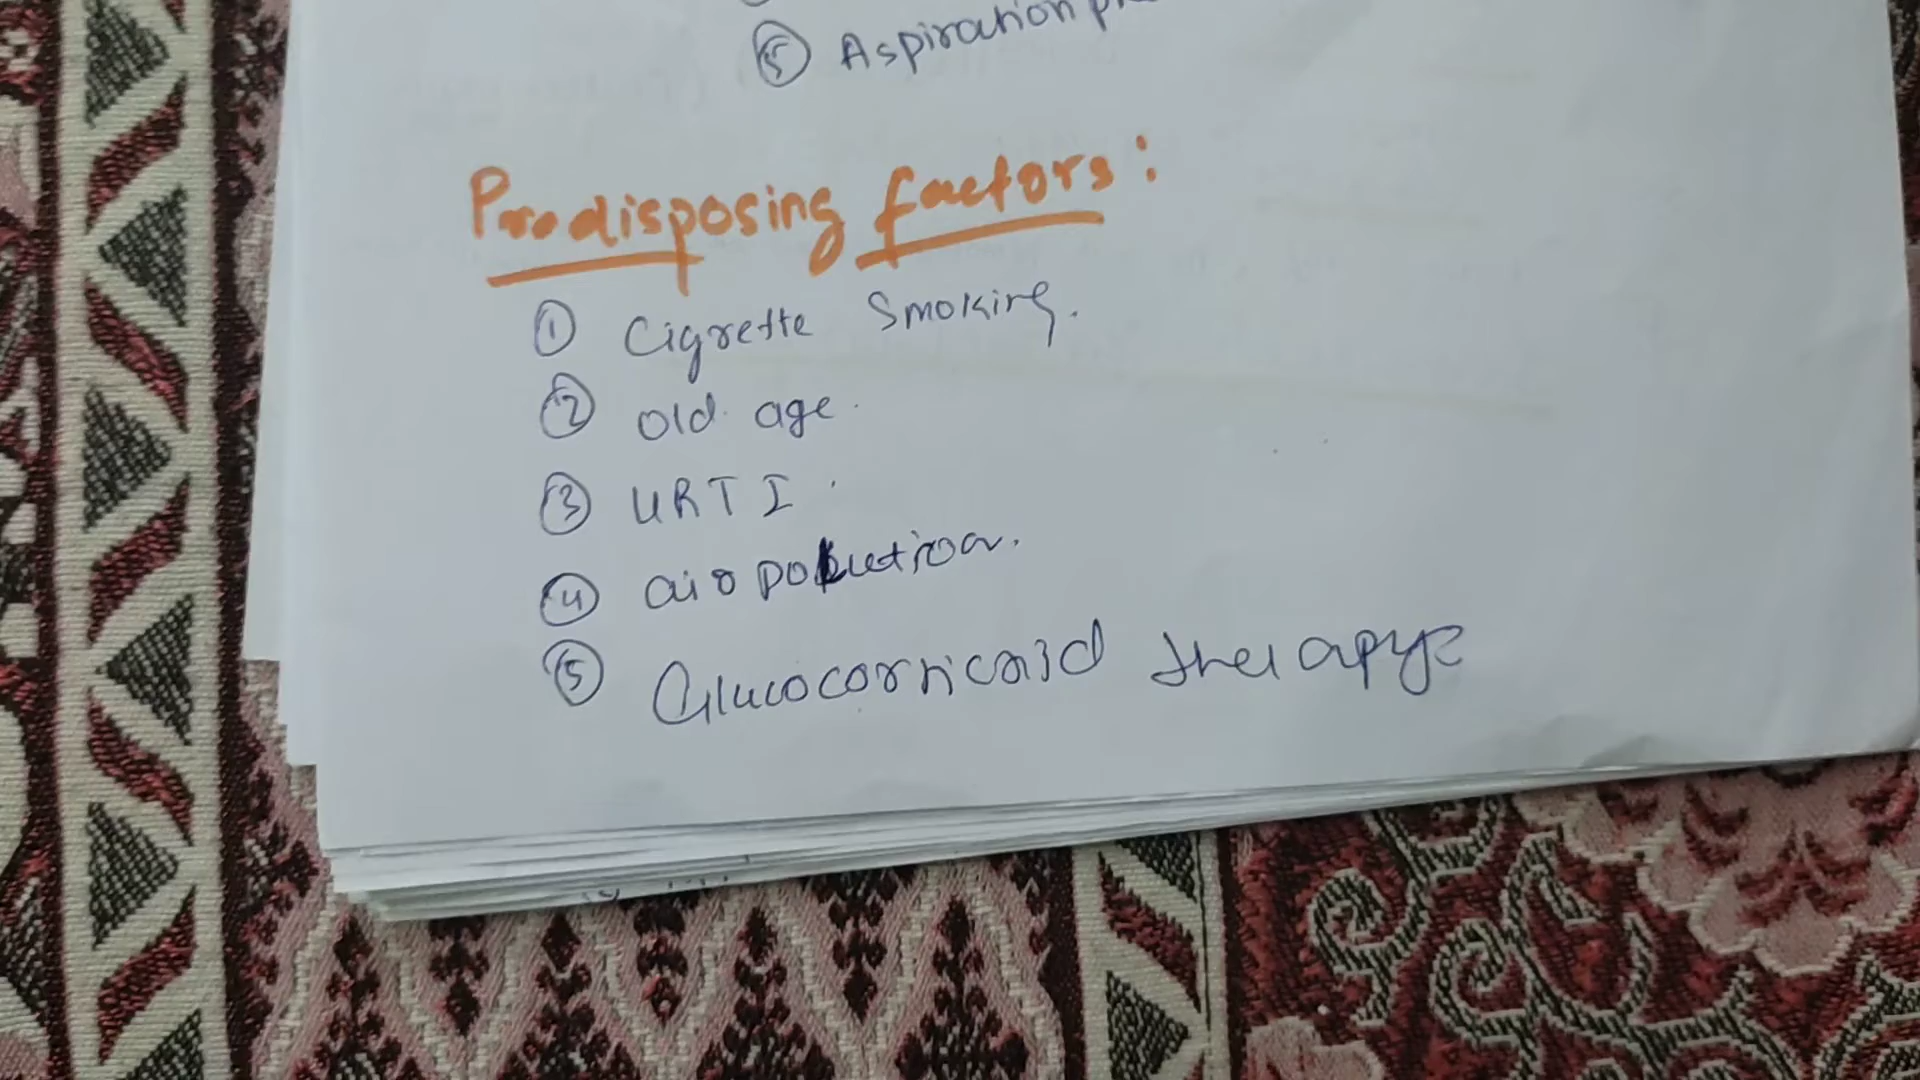 ⑤ Aspiration
Predisposing factors:
① Cigrette Smoking.
② old age.
③ URTI.
④ air pollution.
⑤ Glucocorticoid therapy